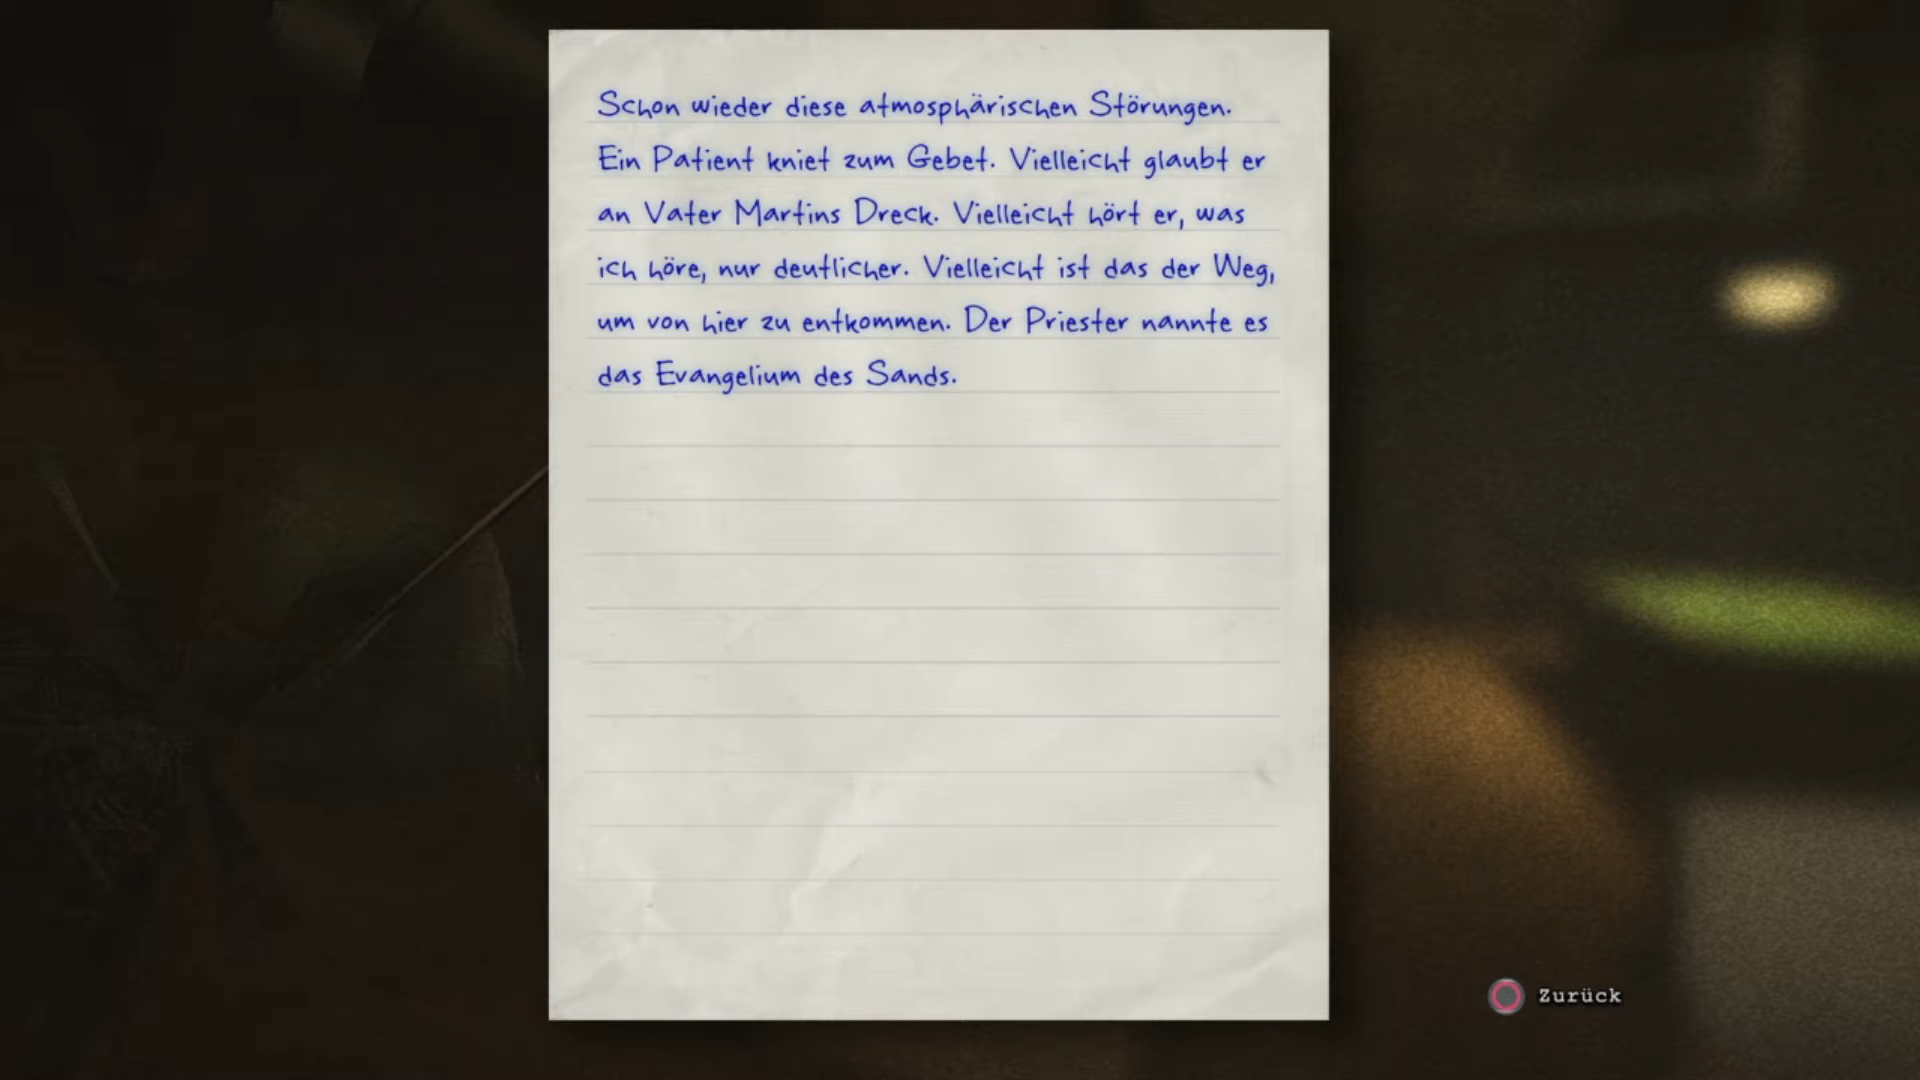 Schon wieder diese atmosphärischen Störungen.
Ein Patient kniet zum Gebet. Vielleicht glaubt er
an Vater Martins Dreck. Vielleicht hört er, was
ich höre, nur deutlicher. Vielleicht ist das der Weg,
um von hier zu entkommen. Der Priester nannte es
das Evangelium des Sands.
Zurück